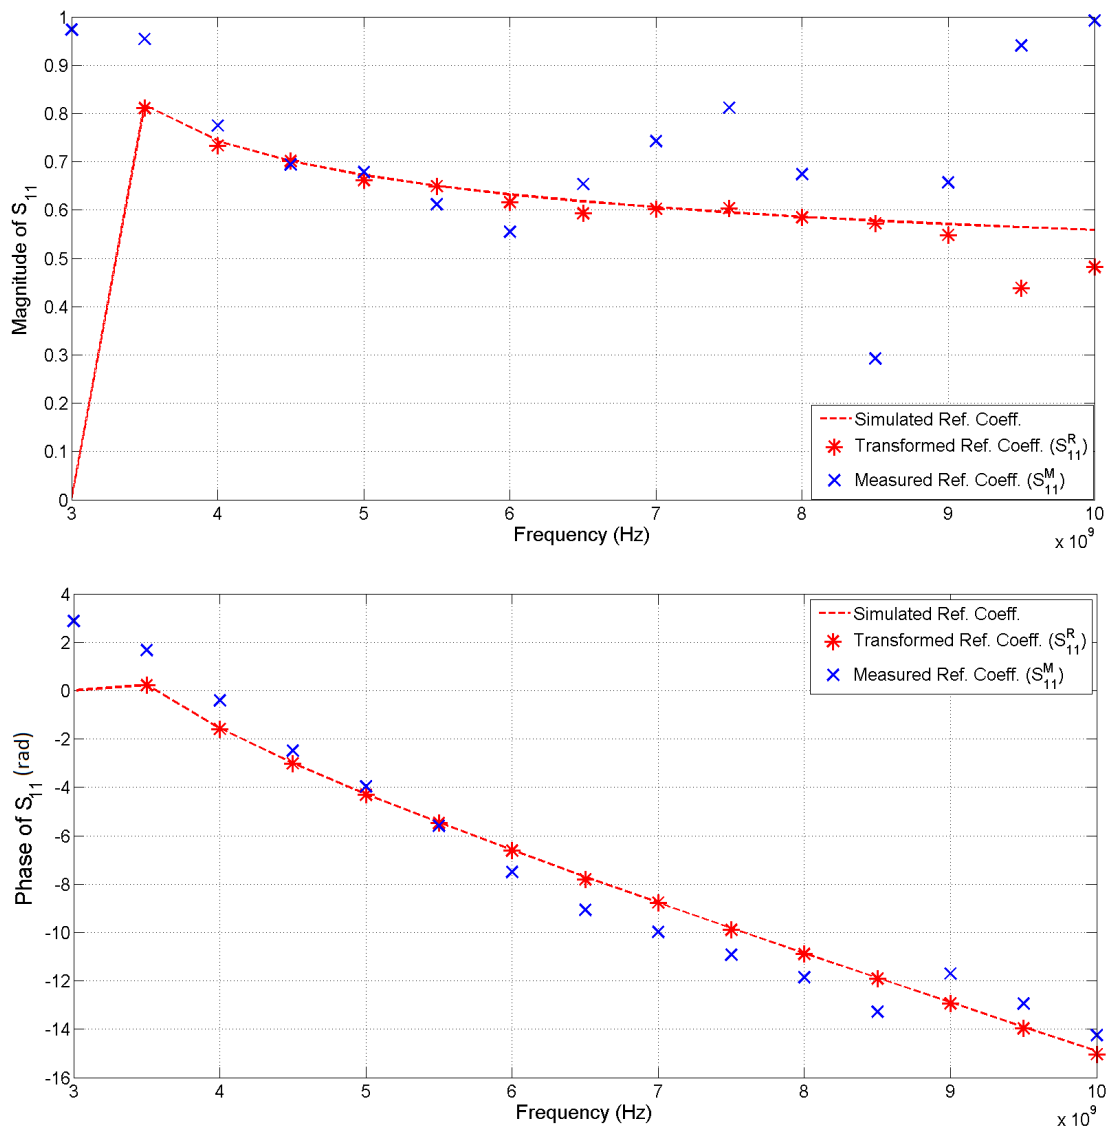 1
0.9
0.8
0.7
0.6
0.5
0.4
0.3
0.2
0.1
0
Magnitude of S11
Simulated Ref. Coeff.
Transformed Ref. Coeff. (S11^R)
Measured Ref. Coeff. (S11^M)
3 4 5 6 7 8 9 10
Frequency (Hz)
x 10^9
4
2
0
-2
-4
-6
-8
-10
-12
-14
-16
Phase of S11 (rad)
Simulated Ref. Coeff.
Transformed Ref. Coeff. (S11^R)
Measured Ref. Coeff. (S11^M)
3 4 5 6 7 8 9 10
Frequency (Hz)
x 10^9